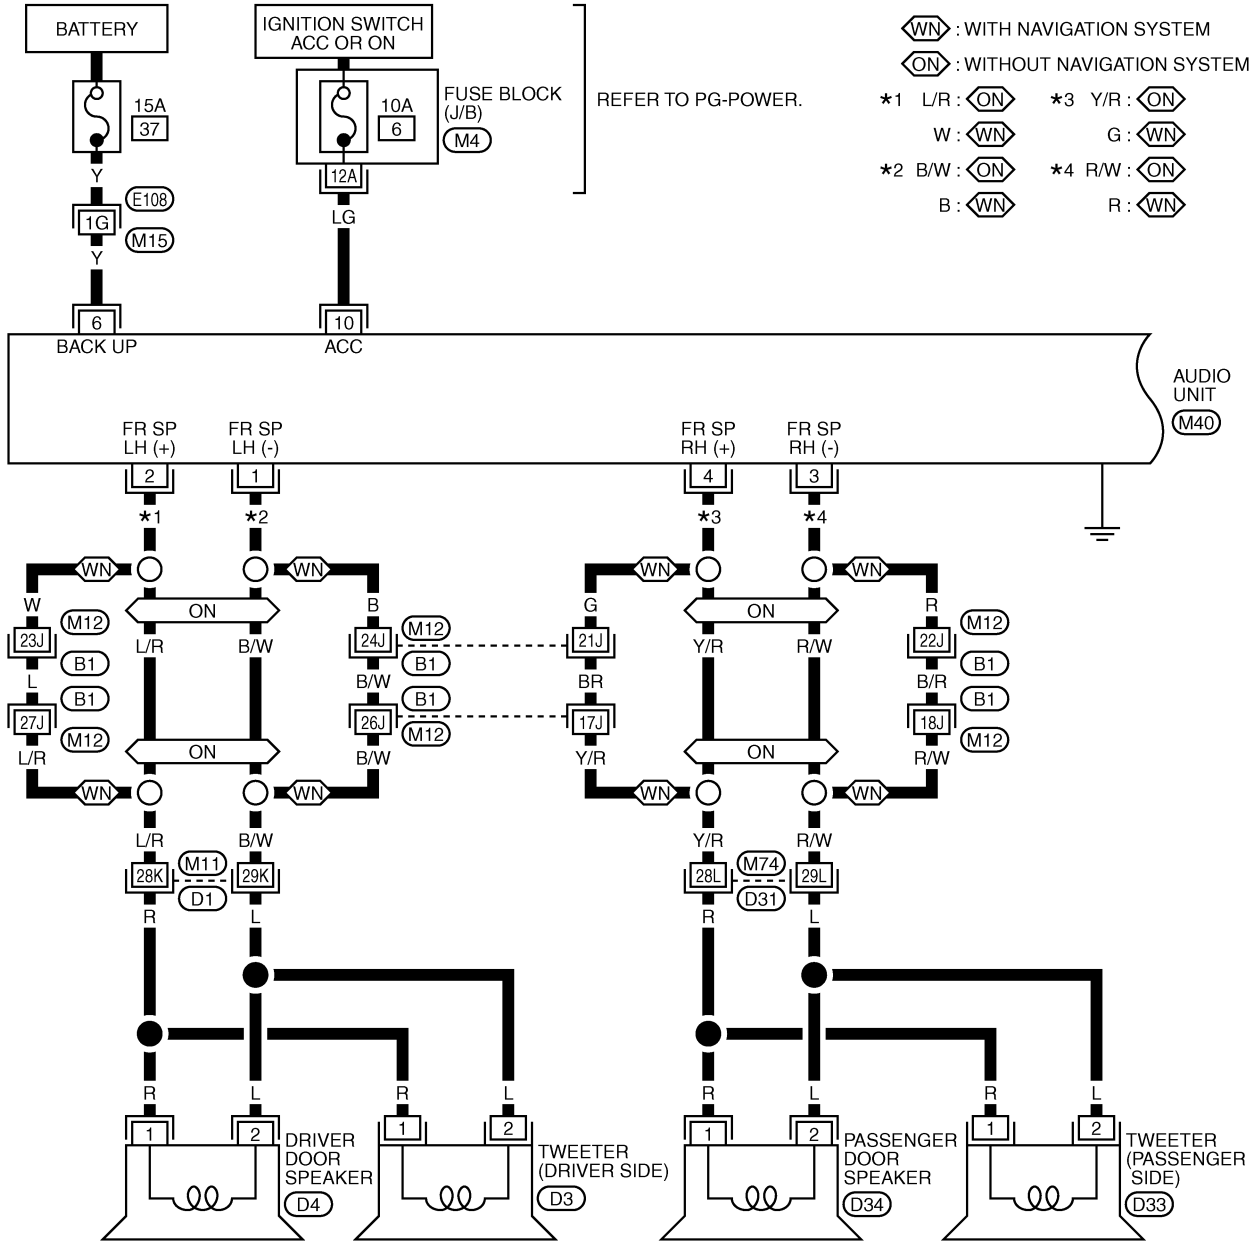 BATTERY
IGNITION SWITCH
ACC OR ON
WN : WITH NAVIGATION SYSTEM
ON : WITHOUT NAVIGATION SYSTEM
*1 L/R : ON
*3 Y/R : ON
W : WN
G : WN
*2 B/W : ON
*4 R/W : ON
B : WN
R : WN
15A
37
10A
6
FUSE BLOCK
(J/B)
M4
REFER TO PG-POWER.
12A
Y
E108
1G
M15
Y
LG
6
10
BACK UP
ACC
AUDIO
UNIT
M40
FR SP
LH (+)
FR SP
LH (-)
FR SP
RH (+)
FR SP
RH (-)
2
1
4
3
*1
*2
*3
*4
WN
WN
WN
WN
ON
ON
W
B
G
R
M12
M12
M12
23J
24J
21J
22J
L/R
B/W
Y/R
R/W
B1
B1
B1
L
B/W
BR
B/R
B1
B1
B1
27J
26J
17J
18J
M12
M12
M12
L/R
ON
B/W
Y/R
ON
R/W
WN
WN
WN
WN
L/R
B/W
Y/R
R/W
28K
M11
29K
28L
M74
29L
D1
D31
R
L
R
L
R
L
R
L
R
L
R
L
1
2
1
2
1
2
1
2
DRIVER
DOOR
SPEAKER
D4
TWEETER
(DRIVER SIDE)
D3
PASSENGER
DOOR
SPEAKER
D34
TWEETER
(PASSENGER
SIDE)
D33